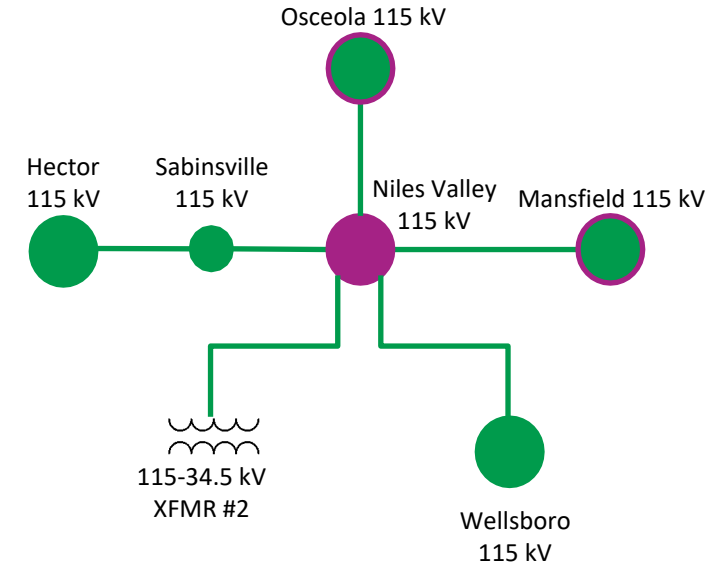 Osceola 115 kV
Hector
115 kV
Sabinsville
115 kV
Niles Valley
115 kV
Mansfield 115 kV
115-34.5 kV
XFMR #2
Wellsboro
115 kV